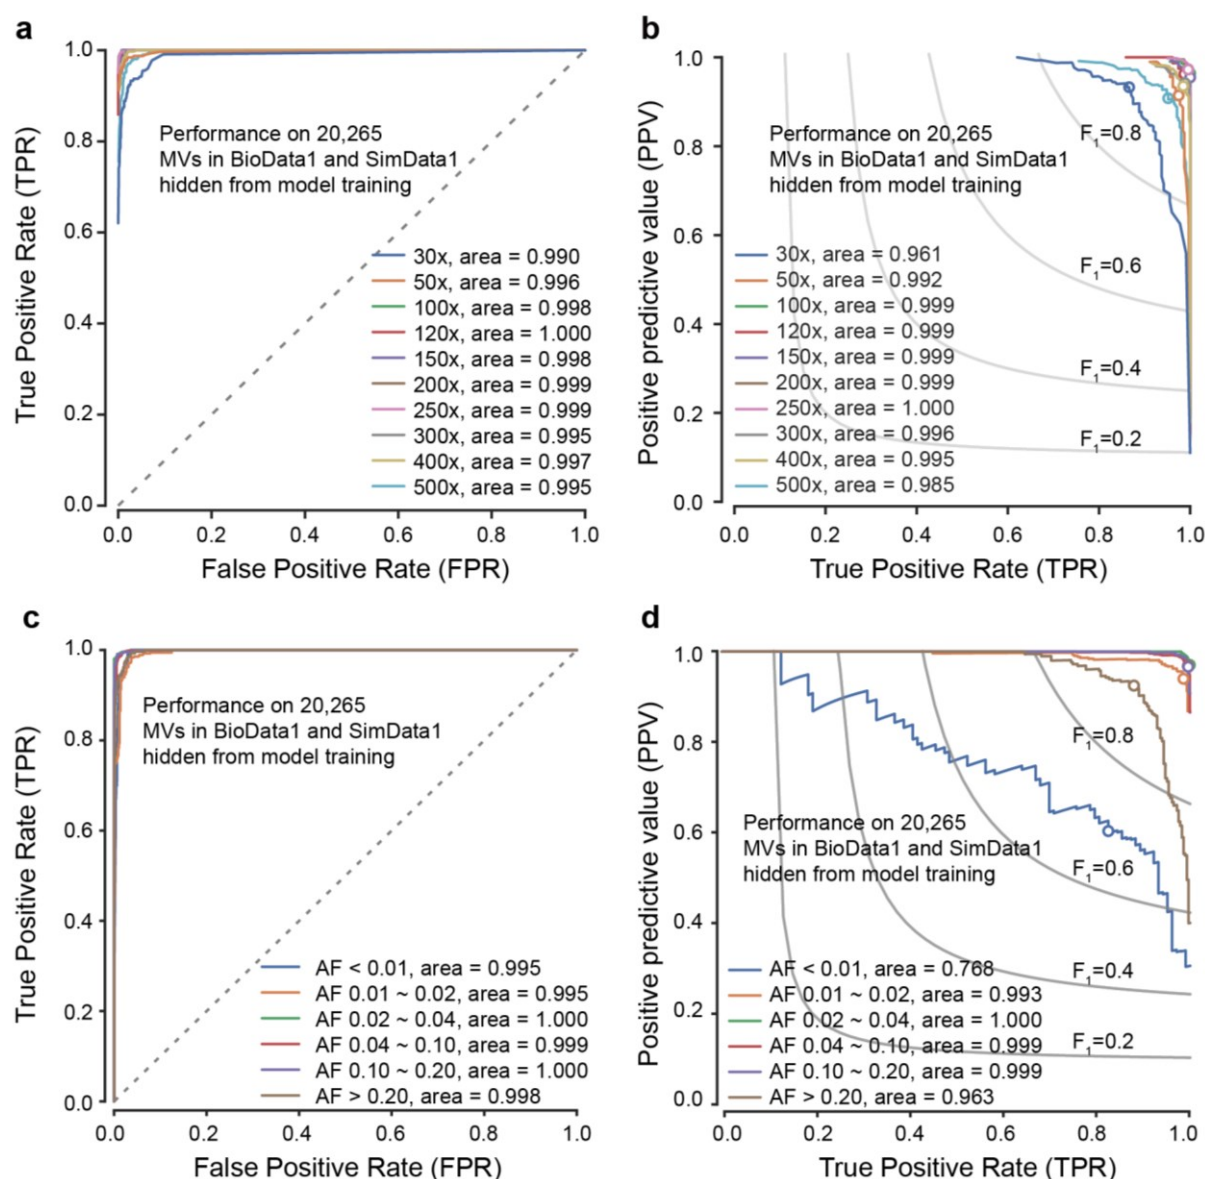 a
1.0
0.8
0.6
0.4
0.2
0.0
True Positive Rate (TPR)
Performance on 20,265
MVs in BioData1 and SimData1
hidden from model training
30x, area = 0.990
50x, area = 0.996
100x, area = 0.998
120x, area = 1.000
150x, area = 0.998
200x, area = 0.999
250x, area = 0.999
300x, area = 0.995
400x, area = 0.997
500x, area = 0.995
0.0 0.2 0.4 0.6 0.8 1.0
False Positive Rate (FPR)
b
1.0
0.8
0.6
0.4
0.2
0.0
Positive predictive value (PPV)
Performance on 20,265
MVs in BioData1 and SimData1
hidden from model training
F1=0.8
F1=0.6
F1=0.4
F1=0.2
30x, area = 0.961
50x, area = 0.992
100x, area = 0.999
120x, area = 0.999
150x, area = 0.999
200x, area = 0.999
250x, area = 1.000
300x, area = 0.996
400x, area = 0.995
500x, area = 0.985
0.0 0.2 0.4 0.6 0.8 1.0
True Positive Rate (TPR)
c
1.0
0.8
0.6
0.4
0.2
0.0
True Positive Rate (TPR)
Performance on 20,265
MVs in BioData1 and SimData1
hidden from model training
AF < 0.01, area = 0.995
AF 0.01 ~ 0.02, area = 0.995
AF 0.02 ~ 0.04, area = 1.000
AF 0.04 ~ 0.10, area = 0.999
AF 0.10 ~ 0.20, area = 1.000
AF > 0.20, area = 0.998
0.0 0.2 0.4 0.6 0.8 1.0
False Positive Rate (FPR)
d
1.0
0.8
0.6
0.4
0.2
0.0
Positive predictive value (PPV)
F1=0.8
Performance on 20,265
MVs in BioData1 and SimData1
hidden from model training
F1=0.6
F1=0.4
F1=0.2
AF < 0.01, area = 0.768
AF 0.01 ~ 0.02, area = 0.993
AF 0.02 ~ 0.04, area = 1.000
AF 0.04 ~ 0.10, area = 0.999
AF 0.10 ~ 0.20, area = 0.999
AF > 0.20, area = 0.963
0.0 0.2 0.4 0.6 0.8 1.0
True Positive Rate (TPR)